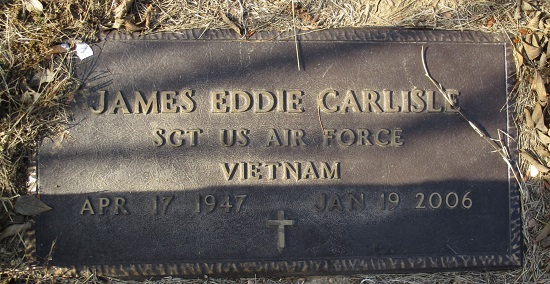 JAMES EDDIE CARLISLE
SGT US AIR FORCE
VIETNAM
APR 17 1947 JAN 19 2006